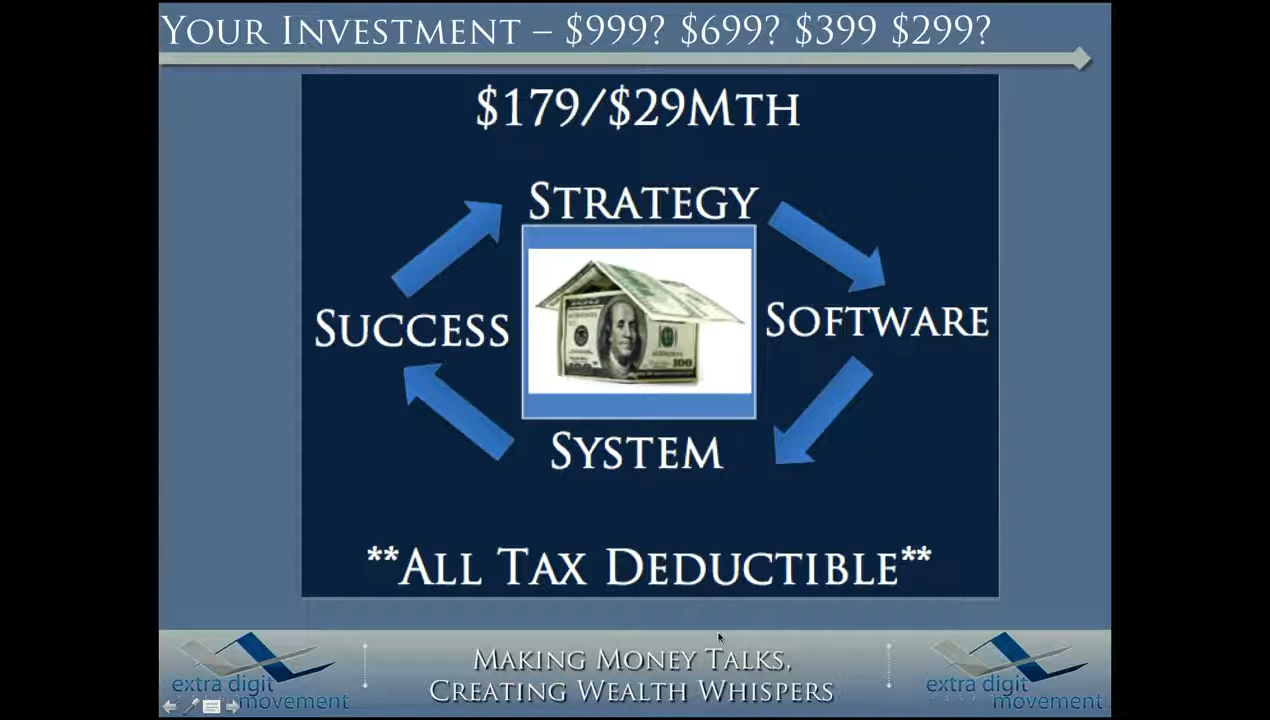 YOUR INVESTMENT – $999? $699? $399 $299?
$179/$29MTH
STRATEGY
SUCCESS
SOFTWARE
SYSTEM
**ALL TAX DEDUCTIBLE**
MAKING MONEY TALKS,
CREATING WEALTH WHISPERS
extra digit
movement
extra digit
movement